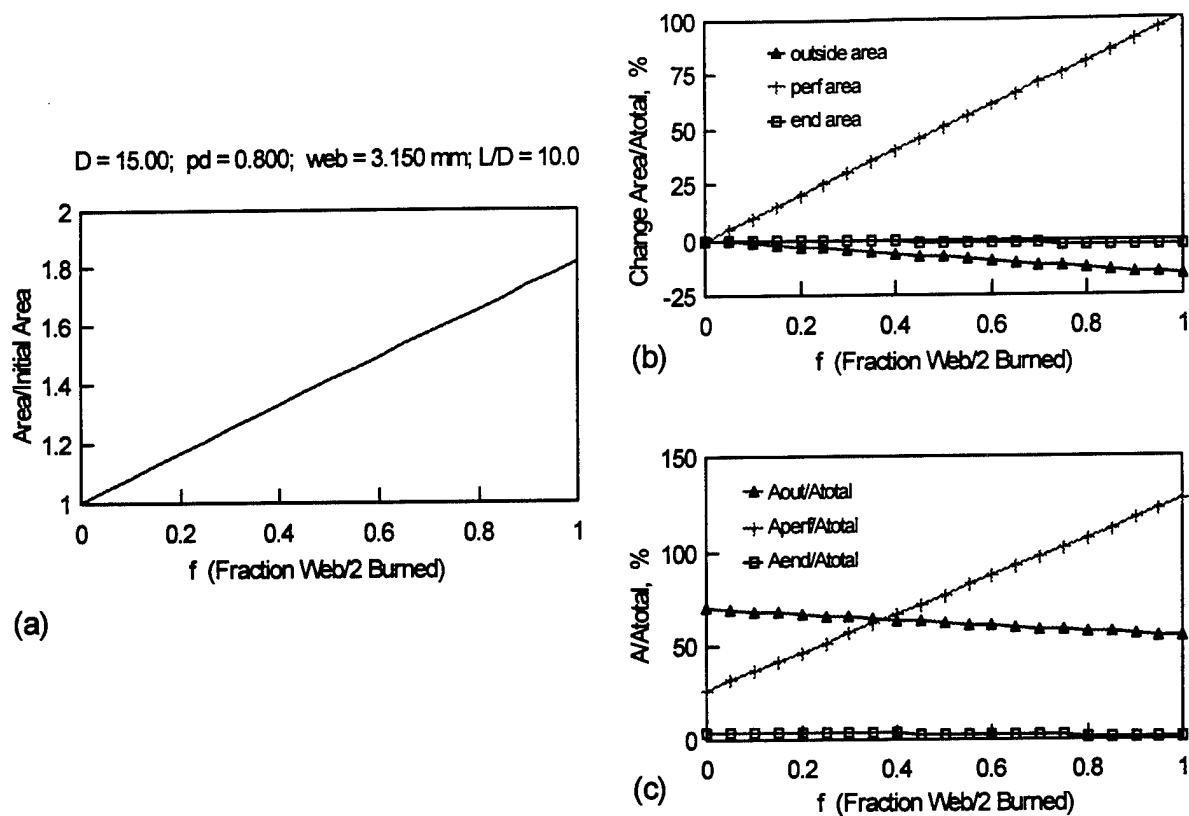 D = 15.00; pd = 0.800; web = 3.150 mm; L/D = 10.0
Area/Initial Area
2
1.8
1.6
1.4
1.2
1
0 0.2 0.4 0.6 0.8 1
f (Fraction Web/2 Burned)
(a)
Change Area/Atotal, %
100
75
50
25
0
-25
outside area
perf area
end area
0 0.2 0.4 0.6 0.8 1
f (Fraction Web/2 Burned)
(b)
A/Atotal, %
150
100
50
0
Aout/Atotal
Aperf/Atotal
Aend/Atotal
0 0.2 0.4 0.6 0.8 1
f (Fraction Web/2 Burned)
(c)